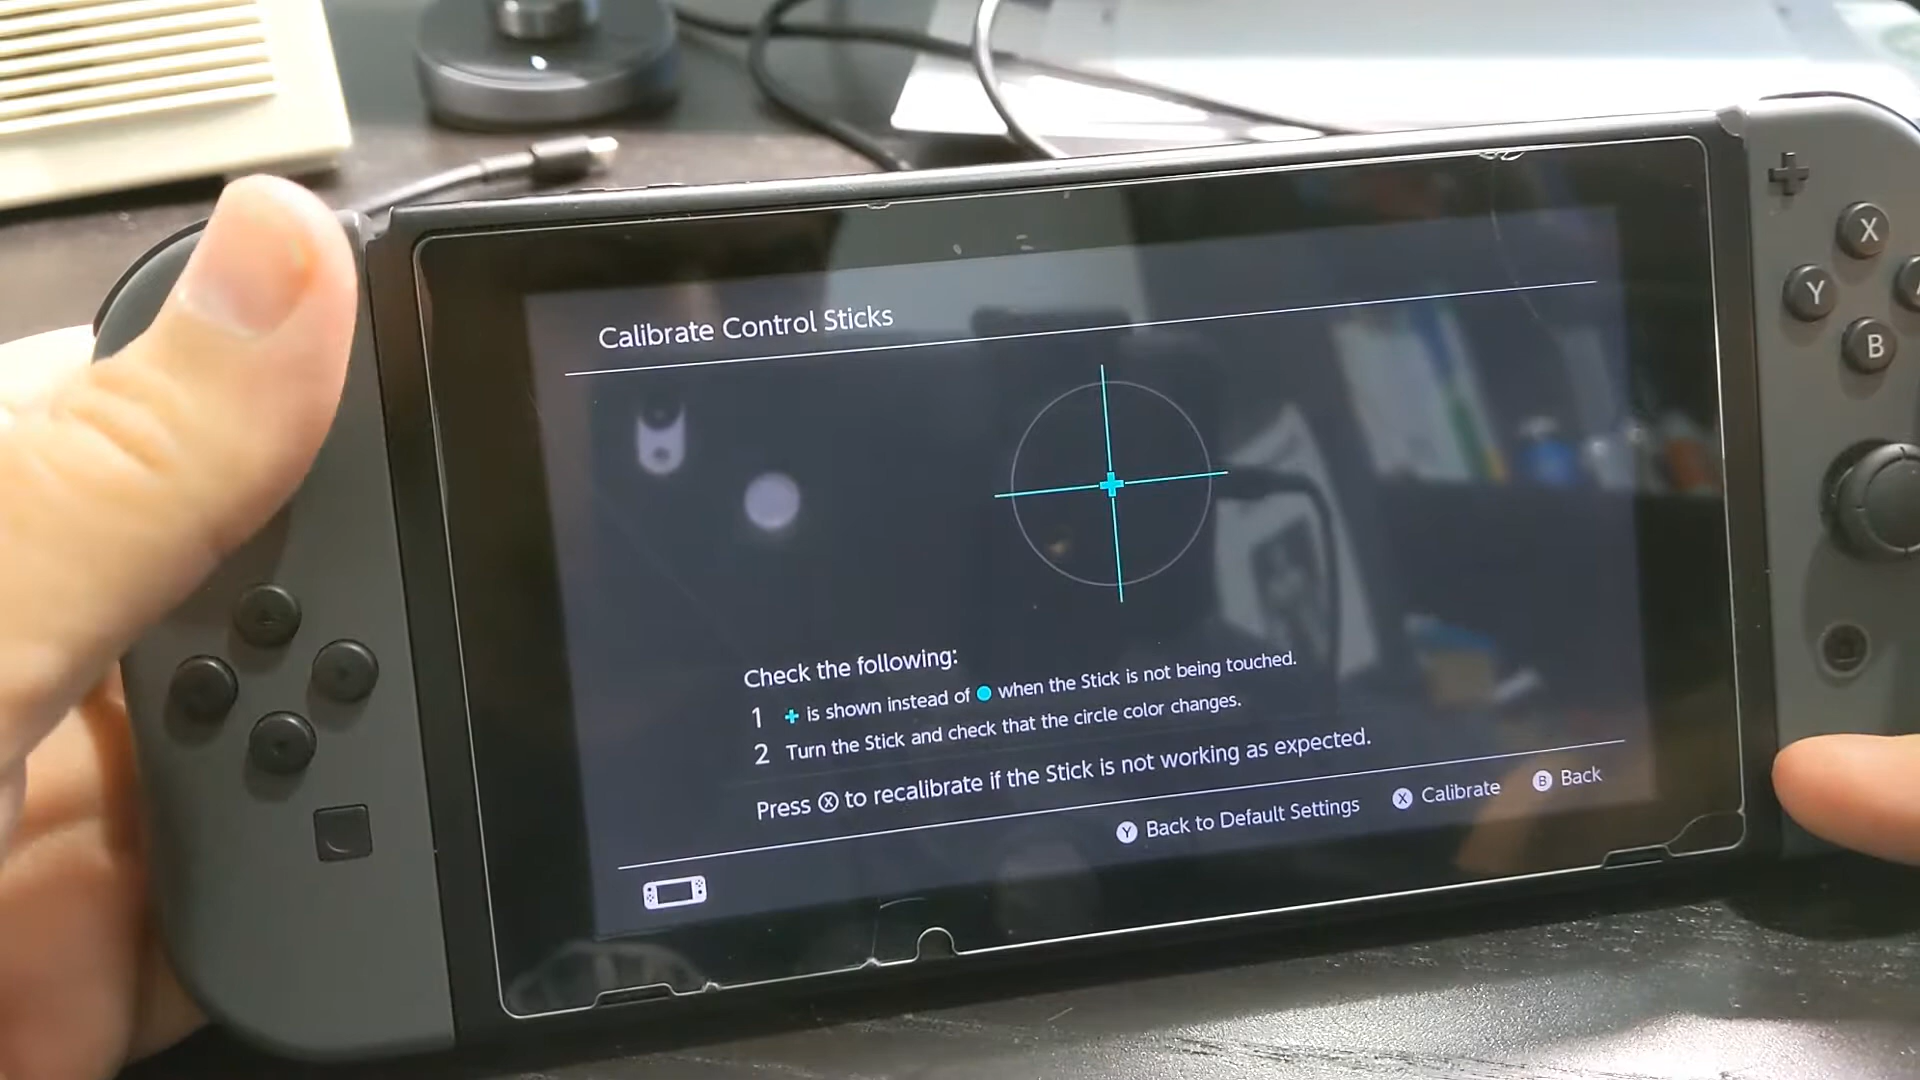 Calibrate Control Sticks
Check the following:
1 + is shown instead of ● when the Stick is not being touched.
2 Turn the Stick and check that the circle color changes.
Press Ⓧ to recalibrate if the Stick is not working as expected.
Ⓨ Back to Default Settings Ⓧ Calibrate Ⓑ Back
X
Y
A
B